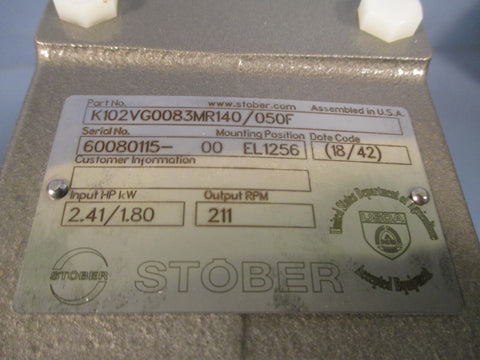 Part No. www.stober.com Assembled in U.S.A.
K102VG0083MR140/050F
Serial No. Mounting Position Date Code
60080115- 00 EL1256 (18/42)
Customer Information
Input HP kW Output RPM
2.41/1.80 211
United States Department of Agriculture
USDA
Accepted Equipment
STÖBER STÖBER